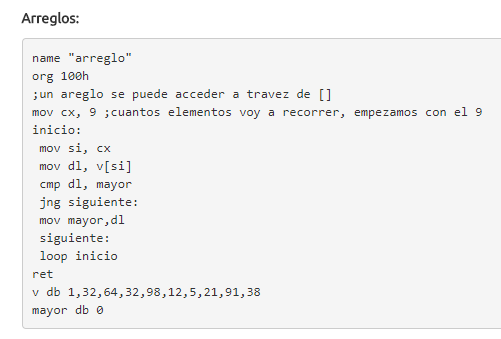 Arreglos:
name "arreglo"
org 100h
;un areglo se puede acceder a travez de []
mov cx, 9 ;cuantos elementos voy a recorrer, empezamos con el 9
inicio:
mov si, cx
mov dl, v[si]
cmp dl, mayor
jng siguiente:
mov mayor,dl
siguiente:
loop inicio
ret
v db 1,32,64,32,98,12,5,21,91,38
mayor db 0